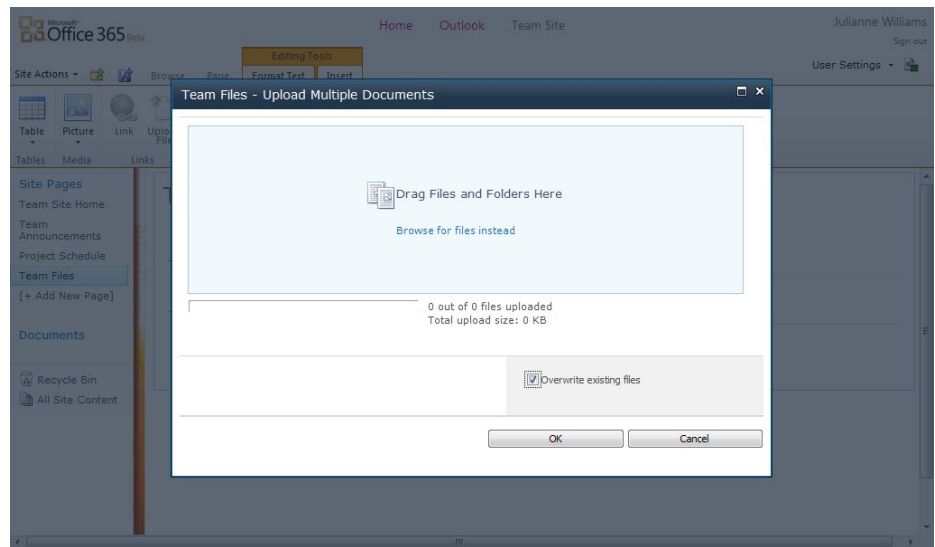 Microsoft®
Office 365 Beta
Home Outlook Team Site
Julianne Williams
Sign out
User Settings
Editing Tools
Site Actions Browse Page Format Text Insert
Table Picture Link Uplo
File
Tables Media Links
Team Files - Upload Multiple Documents
Drag Files and Folders Here
Browse for files instead
0 out of 0 files uploaded
Total upload size: 0 KB
Overwrite existing files
OK Cancel
Site Pages
Team Site Home
Team
Announcements
Project Schedule
Team Files
[+ Add New Page]
Documents
Recycle Bin
All Site Content